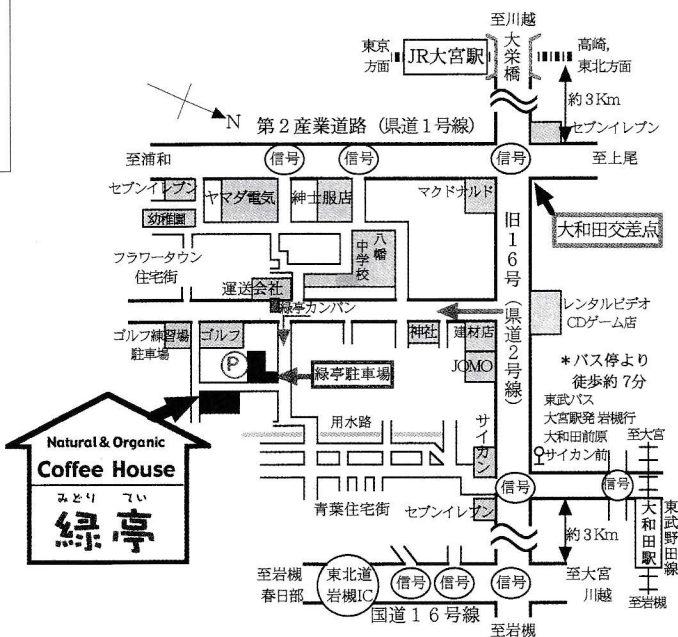 至川越
大栄橋
東京
方面
JR大宮駅
高崎,
東北方面
約3Km
N
第2産業道路 (県道1号線)
セブンイレブン
至浦和
信号
信号
信号
至上尾
セブンイレブン
ヤマダ電気
紳士服店
マクドナルド
幼稚園
大和田交差点
フラワータウン
住宅街
八幡
中学校
旧16号(県道2号線)
運送会社
緑亭カンバン
レンタルビデオ
CDゲーム店
ゴルフ練習場
駐車場
ゴルフ
神社
建材店
P
緑亭駐車場
JOMO
*バス停より
徒歩約7分
東武バス
大宮駅発 岩槻行
大和田前原
サイカン前
至大宮
用水路
サイカン
Natural & Organic
Coffee House
みどり てい
緑亭
信号
信号
青葉住宅街
セブンイレブン
約3Km
大和田駅
東武野田線
至岩槻
至岩槻
春日部
東北道
岩槻IC
信号
信号
信号
至大宮
川越
国道16号線
至岩槻